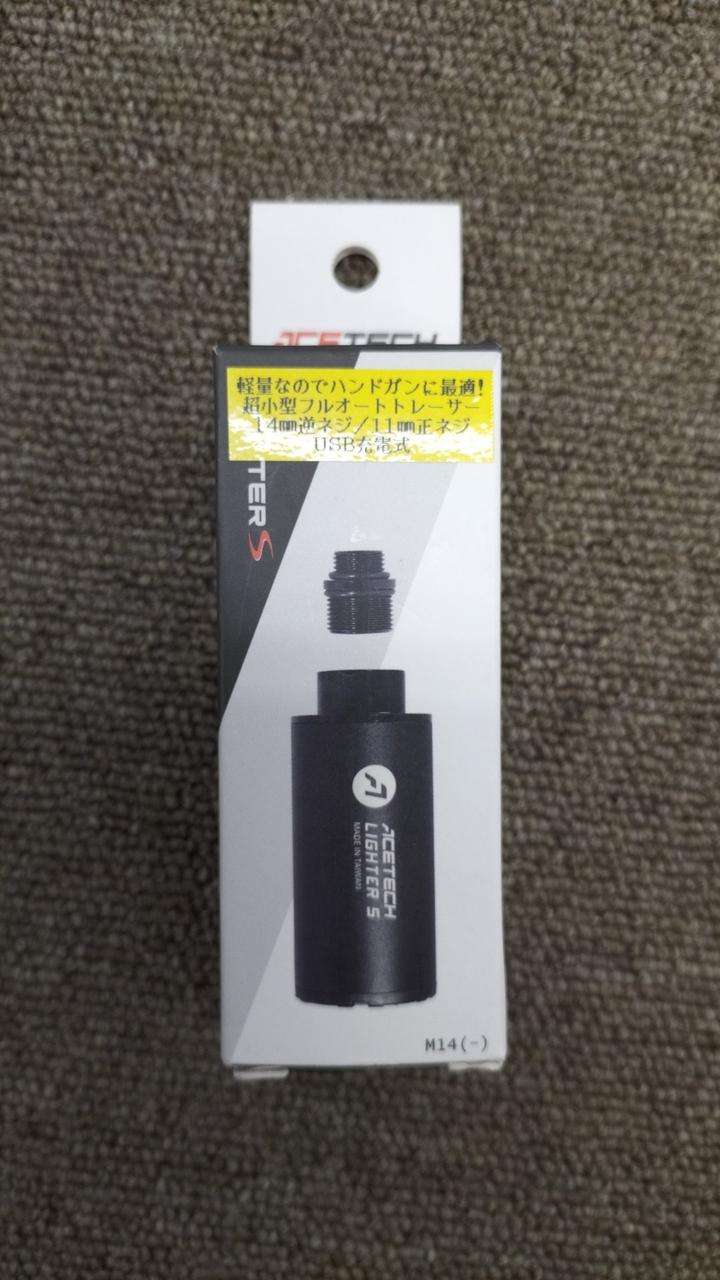 ACETECH
軽量なのでハンドガンに最適!
超小型フルオートトレーサー
14㎜逆ネジ/11㎜正ネジ
USB充電式
TER S
ACETECH
LIGHTER S
MADE IN TAIWAN
M14(-)